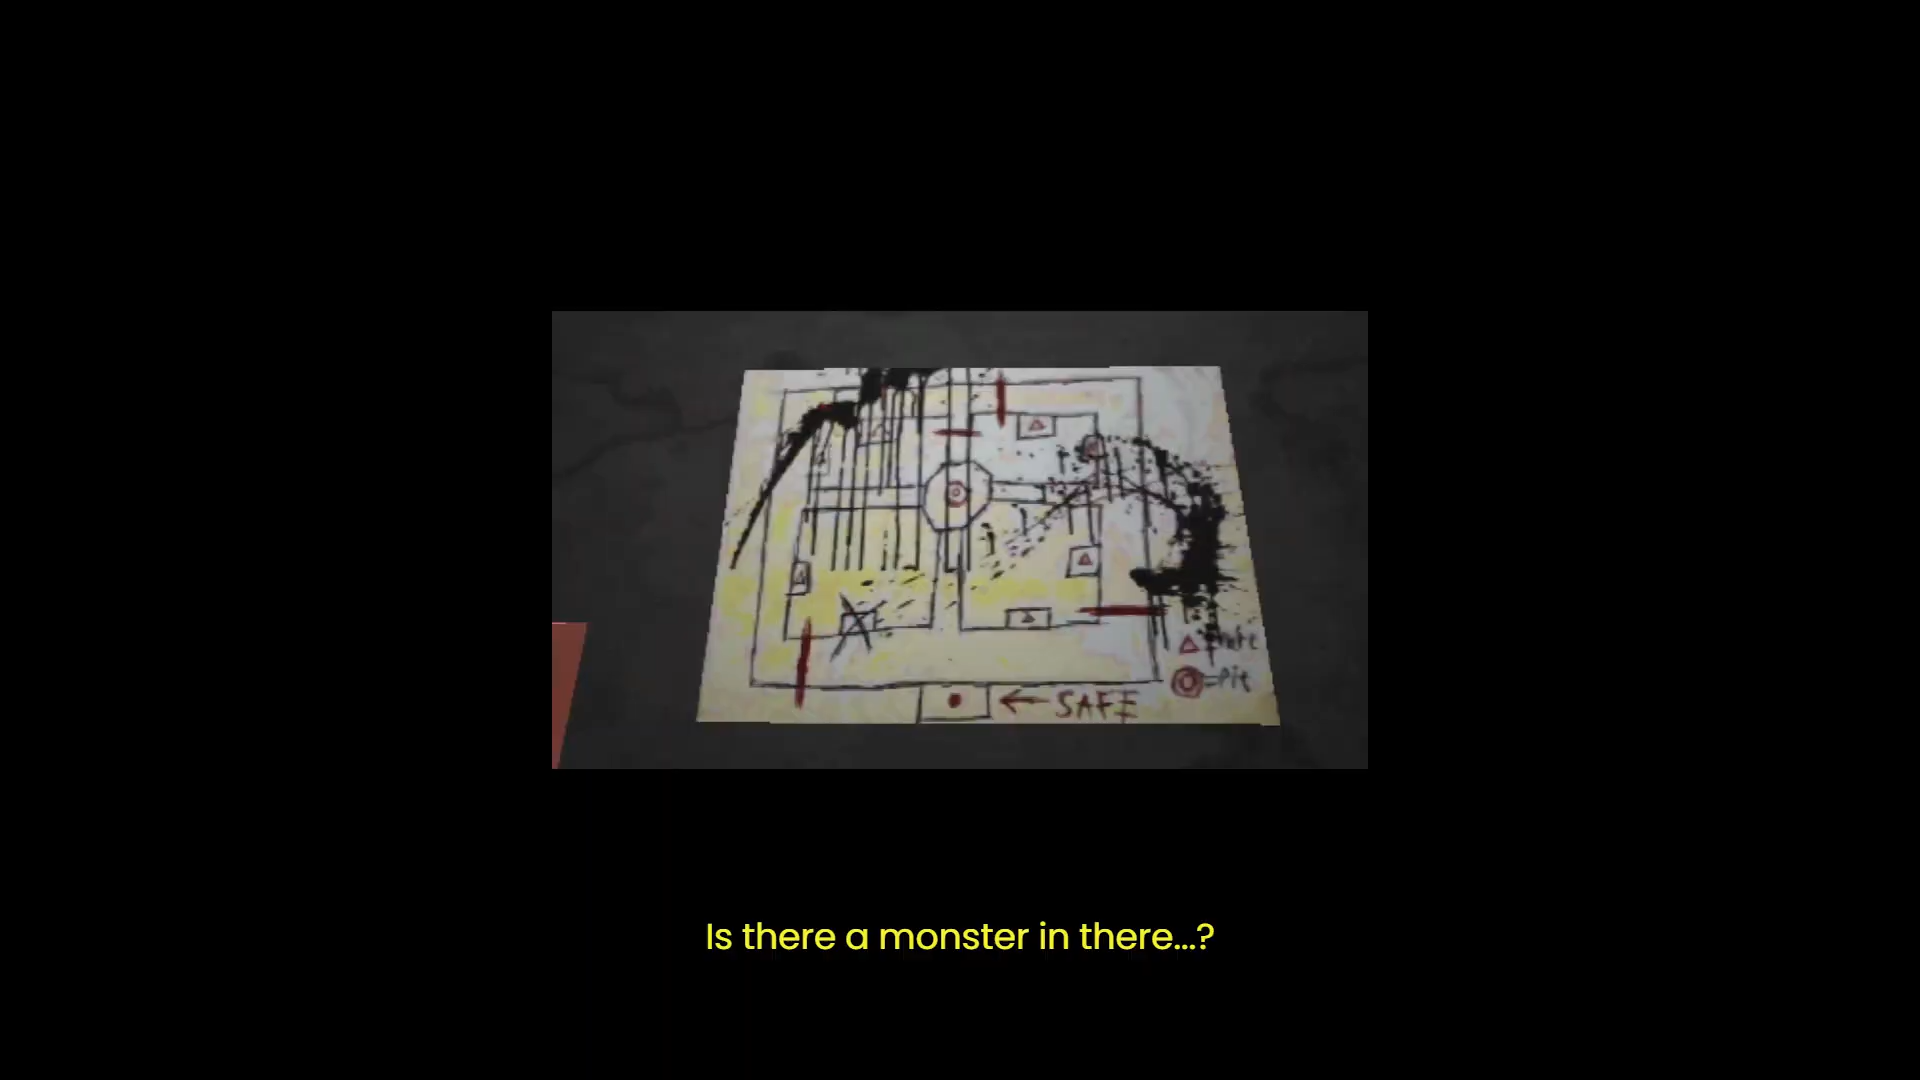 ← SAFE
=Pit
Is there a monster in there...?